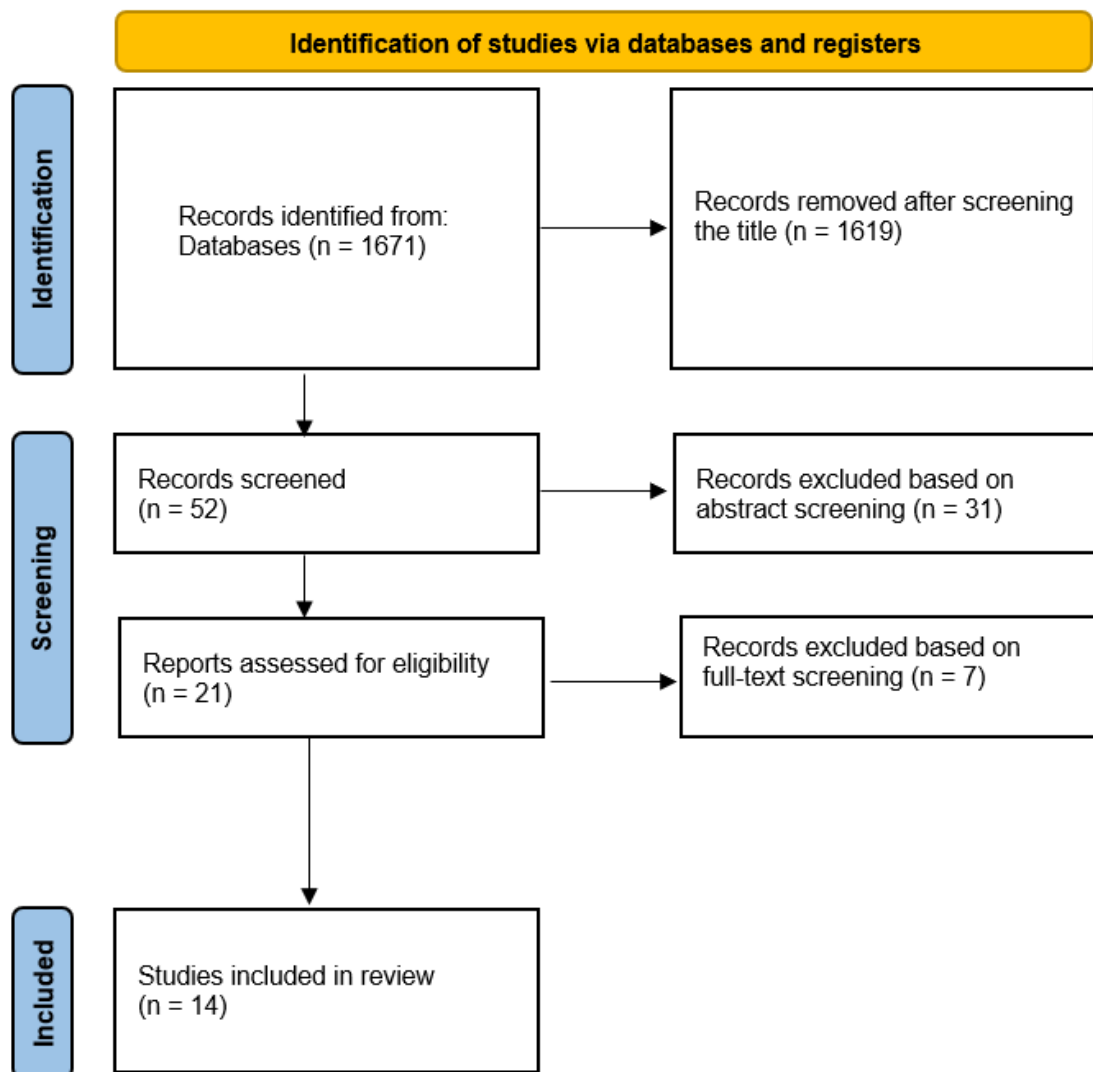 Identification of studies via databases and registers
Identification
Records identified from:
Databases (n = 1671)
Records removed after screening
the title (n = 1619)
Screening
Records screened
(n = 52)
Records excluded based on
abstract screening (n = 31)
Reports assessed for eligibility
(n = 21)
Records excluded based on
full-text screening (n = 7)
Included
Studies included in review
(n = 14)